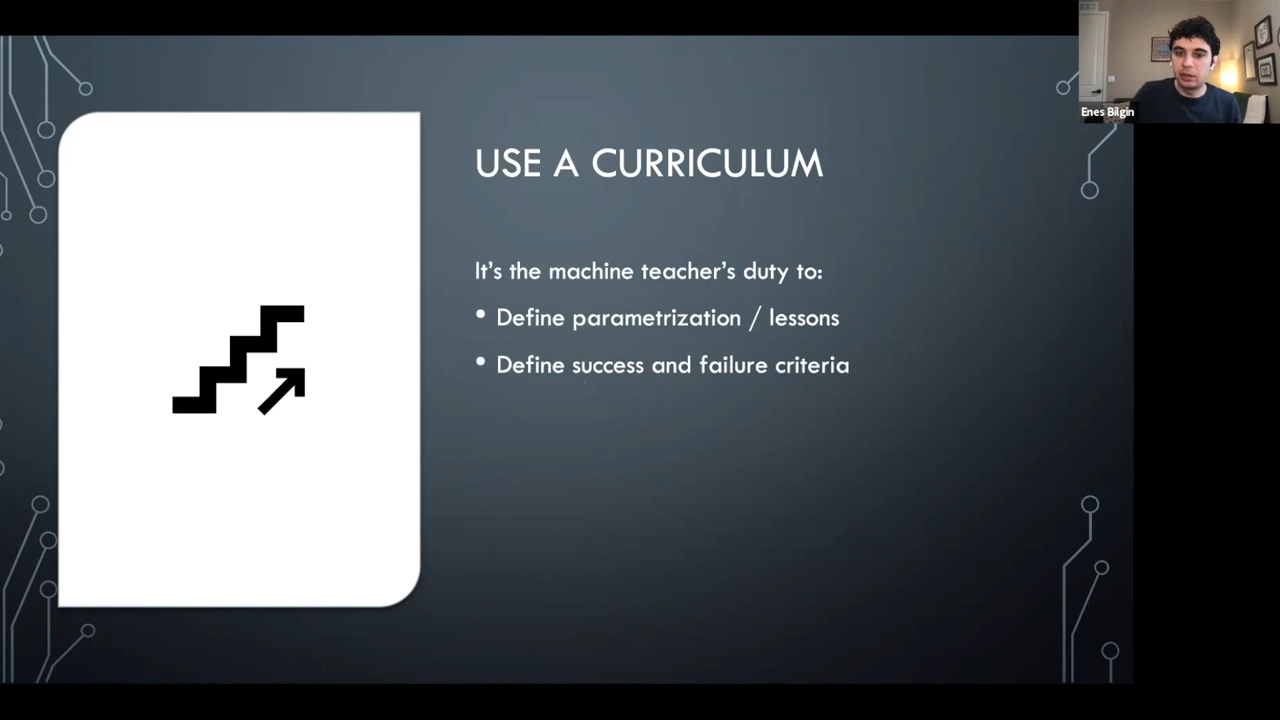 Enes Bilgin
USE A CURRICULUM
It's the machine teacher's duty to:
• Define parametrization / lessons
• Define success and failure criteria